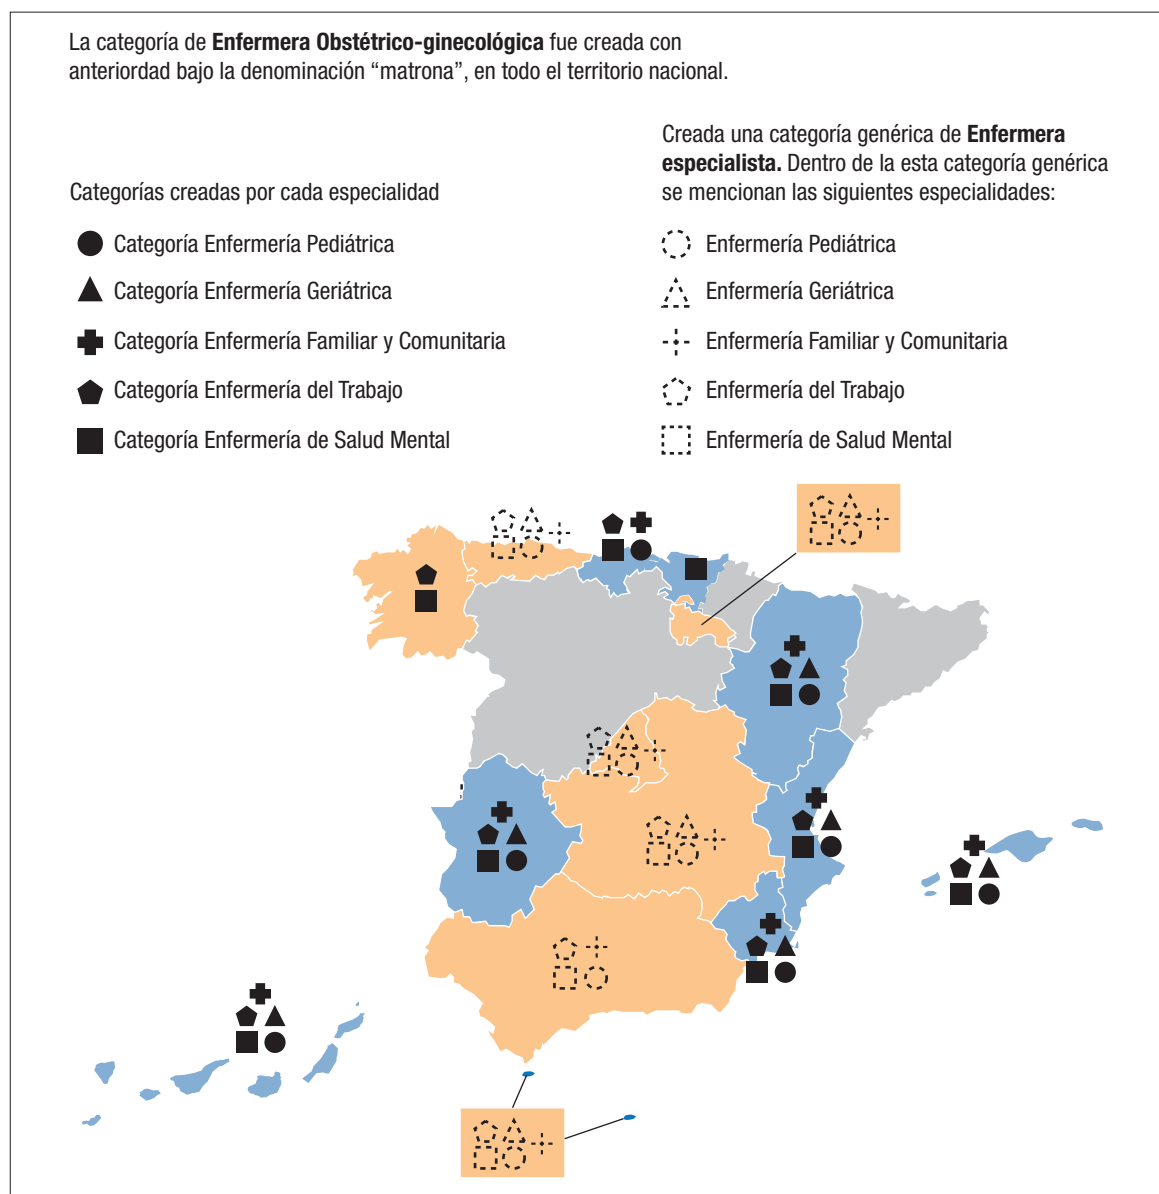 La categoría de Enfermera Obstétrico-ginecológica fue creada con
anteriordad bajo la denominación “matrona”, en todo el territorio nacional.
Categorías creadas por cada especialidad
Categoría Enfermería Pediátrica
Categoría Enfermería Geriátrica
Categoría Enfermería Familiar y Comunitaria
Categoría Enfermería del Trabajo
Categoría Enfermería de Salud Mental
Creada una categoría genérica de Enfermera
especialista. Dentro de la esta categoría genérica
se mencionan las siguientes especialidades:
Enfermería Pediátrica
Enfermería Geriátrica
Enfermería Familiar y Comunitaria
Enfermería del Trabajo
Enfermería de Salud Mental